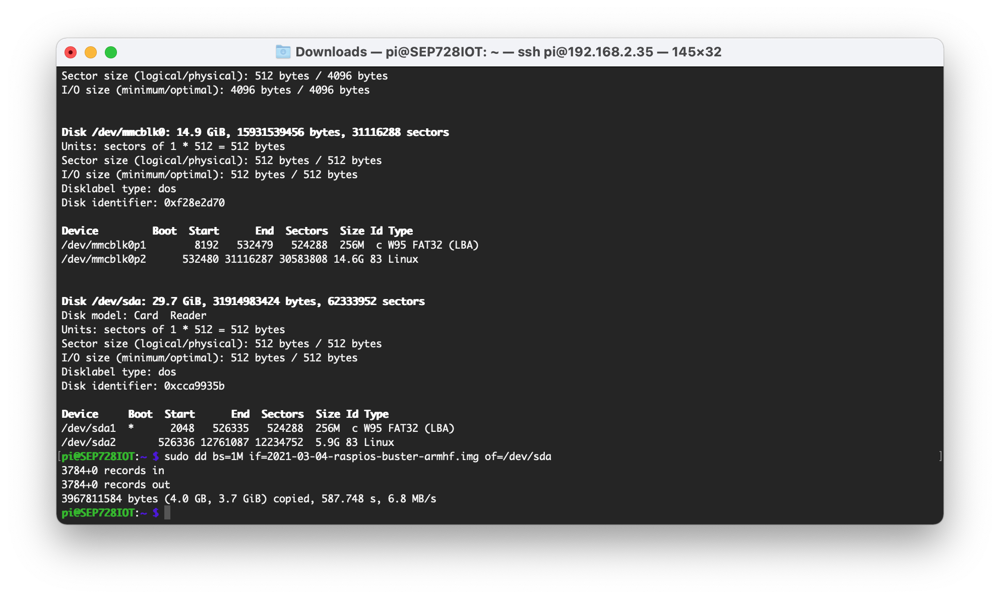 Downloads — pi@SEP728IOT: ~ — ssh pi@192.168.2.35 — 145×32
Sector size (logical/physical): 512 bytes / 4096 bytes
I/O size (minimum/optimal): 4096 bytes / 4096 bytes
Disk /dev/mmcblk0: 14.9 GiB, 15931539456 bytes, 31116288 sectors
Units: sectors of 1 * 512 = 512 bytes
Sector size (logical/physical): 512 bytes / 512 bytes
I/O size (minimum/optimal): 512 bytes / 512 bytes
Disklabel type: dos
Disk identifier: 0xf28e2d70
Device         Boot  Start      End  Sectors  Size Id Type
/dev/mmcblk0p1        8192   532479   524288  256M  c W95 FAT32 (LBA)
/dev/mmcblk0p2      532480 31116287 30583808 14.6G 83 Linux
Disk /dev/sda: 29.7 GiB, 31914983424 bytes, 62333952 sectors
Disk model: Card  Reader
Units: sectors of 1 * 512 = 512 bytes
Sector size (logical/physical): 512 bytes / 512 bytes
I/O size (minimum/optimal): 512 bytes / 512 bytes
Disklabel type: dos
Disk identifier: 0xcca9935b
Device     Boot  Start      End  Sectors  Size Id Type
/dev/sda1  *      2048   526335   524288  256M  c W95 FAT32 (LBA)
/dev/sda2       526336 12761087 12234752  5.9G 83 Linux
[pi@SEP728IOT:~ $ sudo dd bs=1M if=2021-03-04-raspios-buster-armhf.img of=/dev/sda ]
3784+0 records in
3784+0 records out
3967811584 bytes (4.0 GB, 3.7 GiB) copied, 587.748 s, 6.8 MB/s
pi@SEP728IOT:~ $